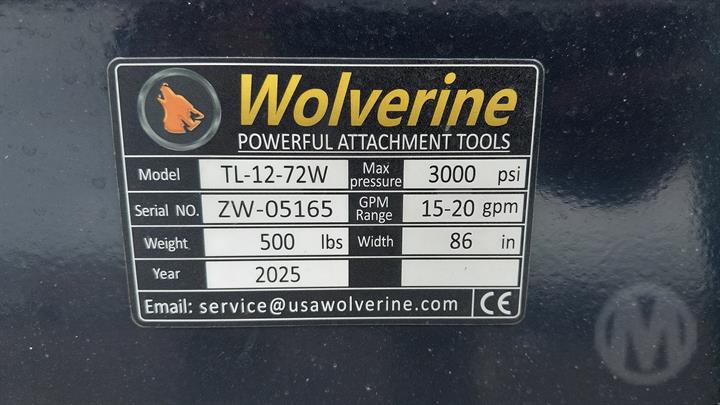 Wolverine
POWERFUL ATTACHMENT TOOLS
Model TL-12-72W Max pressure 3000 psi
Serial NO. ZW-05165 GPM Range 15-20 gpm
Weight 500 lbs Width 86 in
Year 2025
Email: service@usawolverine.com CE
M